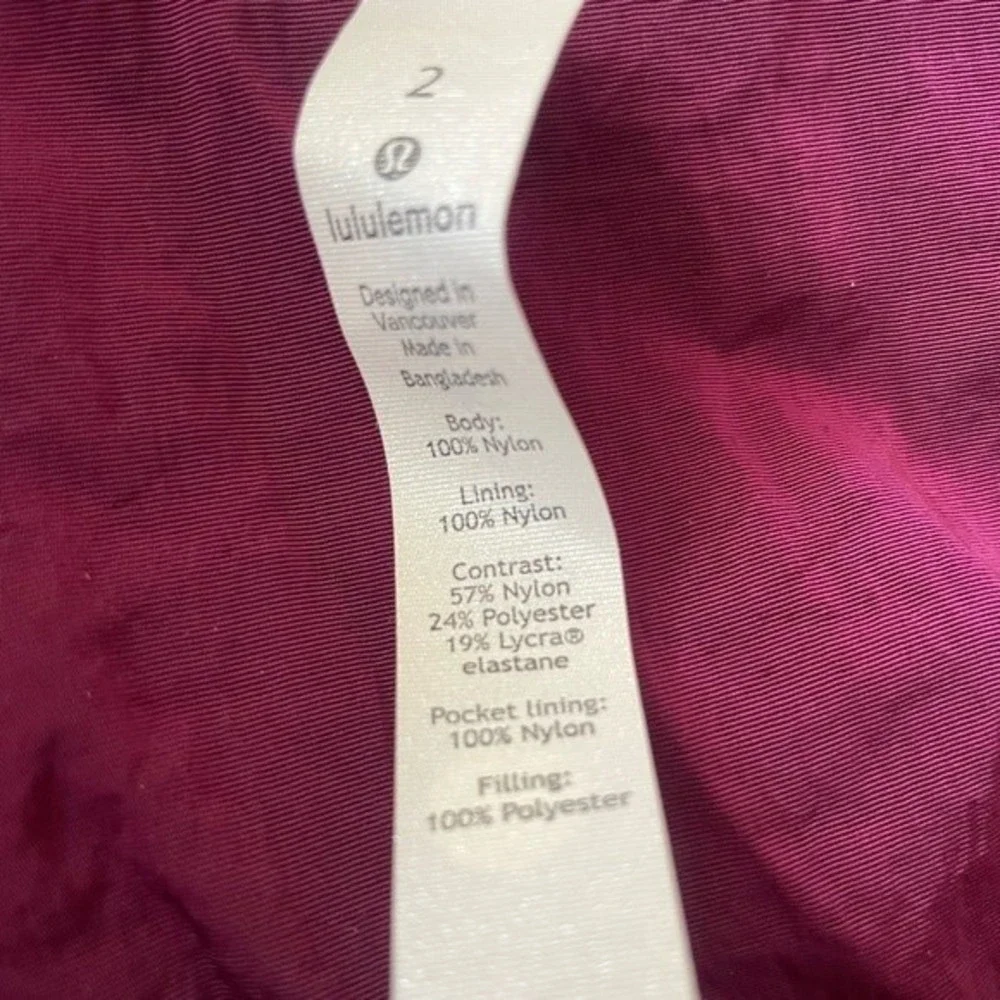 2
lululemon
Designed in
Vancouver
Made in
Bangladesh
Body:
100% Nylon
Lining:
100% Nylon
Contrast:
57% Nylon
24% Polyester
19% Lycra®
elastane
Pocket lining:
100% Nylon
Filling:
100% Polyester